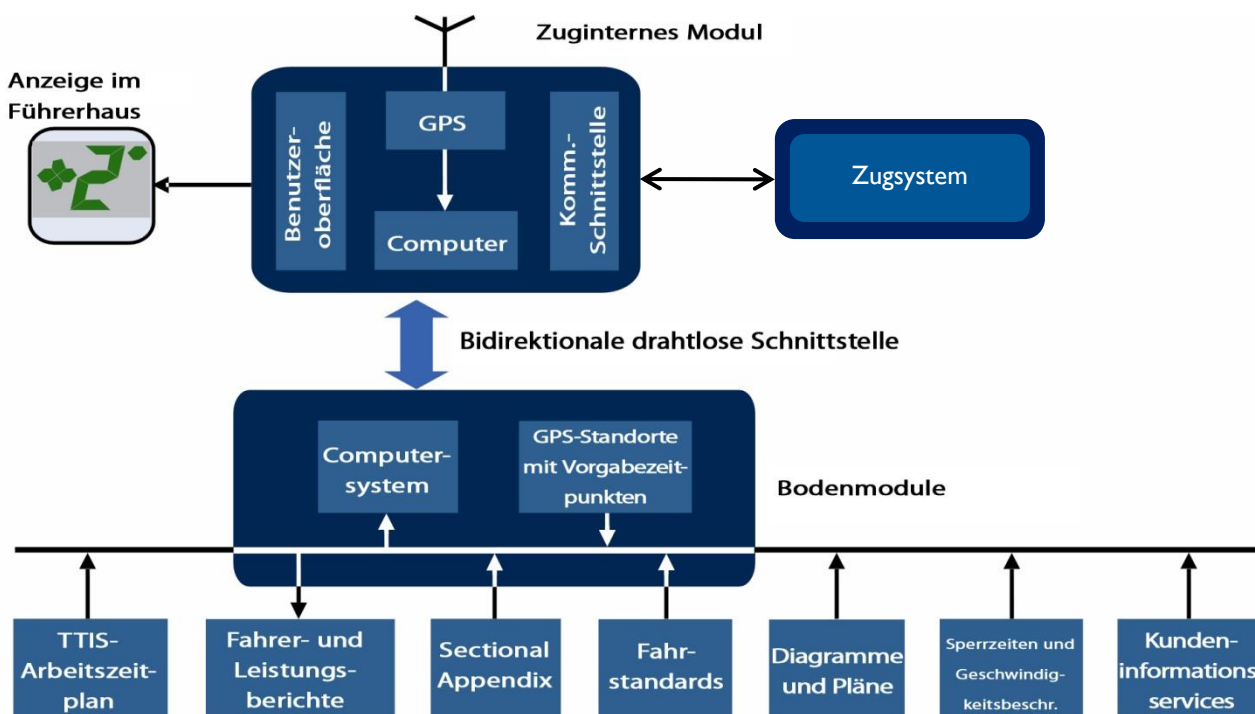 Zuginternes Modul
Anzeige im
Führerhaus
Benutzer-
oberfläche
GPS
Computer
Komm.-
Schnittstelle
Zugsystem
Bidirektionale drahtlose Schnittstelle
Computer-
system
GPS-Standorte
mit Vorgabezeit-
punkten
Bodenmodule
TTIS-
Arbeitszeit-
plan
Fahrer- und
Leistungs-
berichte
Sectional
Appendix
Fahr-
standards
Diagramme
und Pläne
Sperrzeiten und
Geschwindig-
keitsbeschr.
Kunden-
informations
services